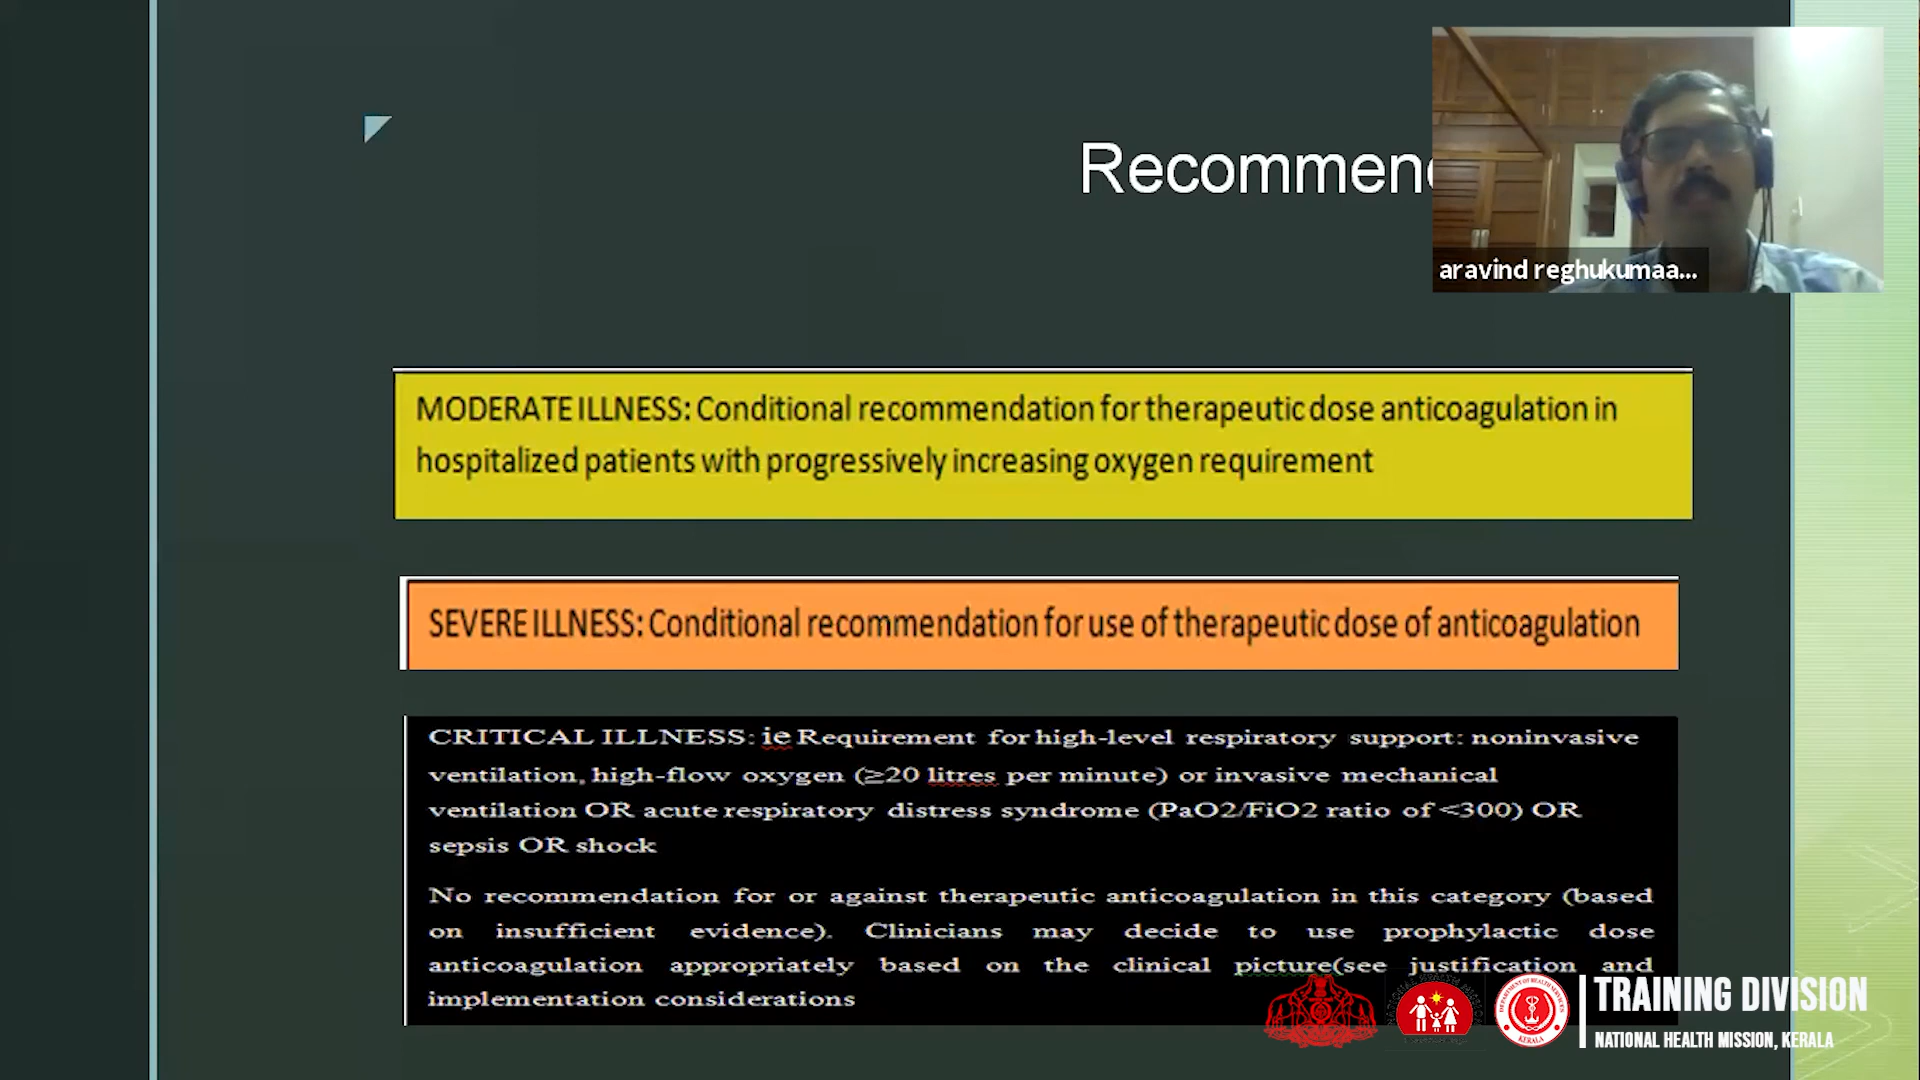 Recommen
aravind reghukumaa...
MODERATE ILLNESS: Conditional recommendation for therapeutic dose anticoagulation in
hospitalized patients with progressively increasing oxygen requirement
SEVERE ILLNESS: Conditional recommendation for use of therapeutic dose of anticoagulation
CRITICAL ILLNESS: ie Requirement for high-level respiratory support: noninvasive
ventilation, high-flow oxygen (≥20 litres per minute) or invasive mechanical
ventilation OR acute respiratory distress syndrome (PaO2/FiO2 ratio of <300) OR
sepsis OR shock
No recommendation for or against therapeutic anticoagulation in this category (based
on insufficient evidence). Clinicians may decide to use prophylactic dose
anticoagulation appropriately based on the clinical picture(see justification and
implementation considerations
TRAINING DIVISION
NATIONAL HEALTH MISSION, KERALA